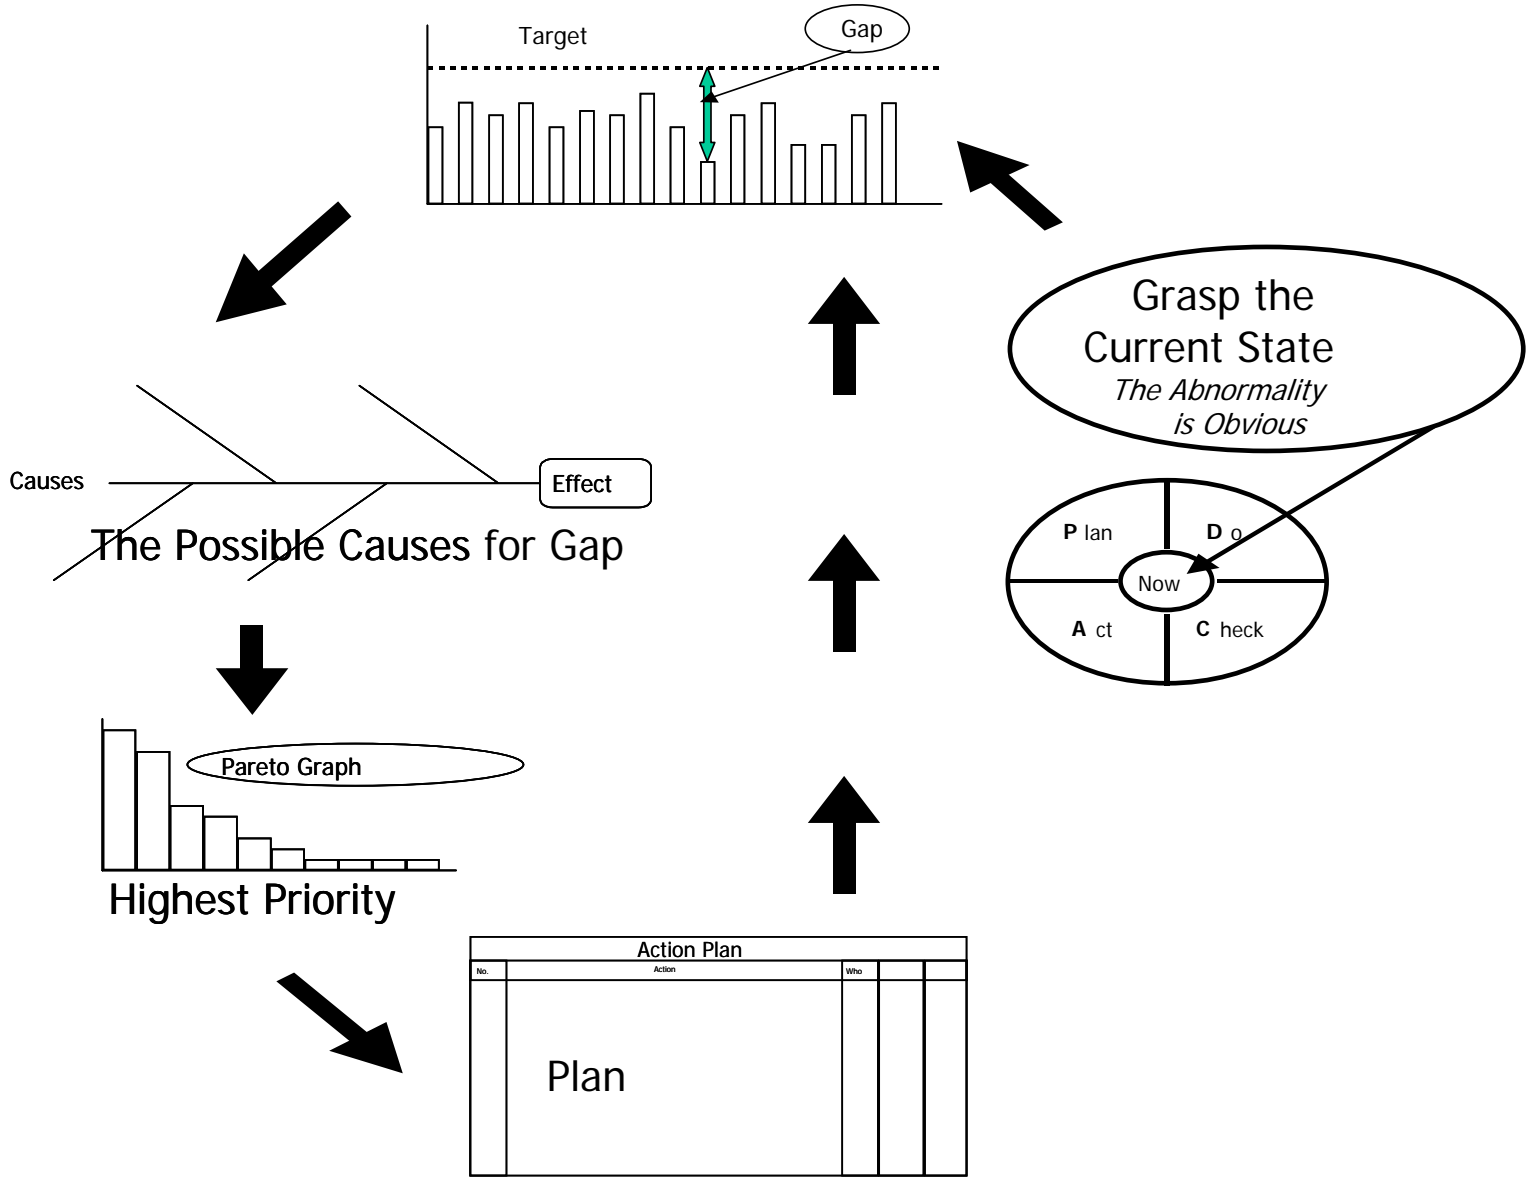 Target
Gap
Grasp the
Current State
The Abnormality
is Obvious
Causes
Effect
The Possible Causes for Gap
P lan
D o
Now
A ct
C heck
Pareto Graph
Highest Priority
Action Plan
No.
Action
Who
Plan